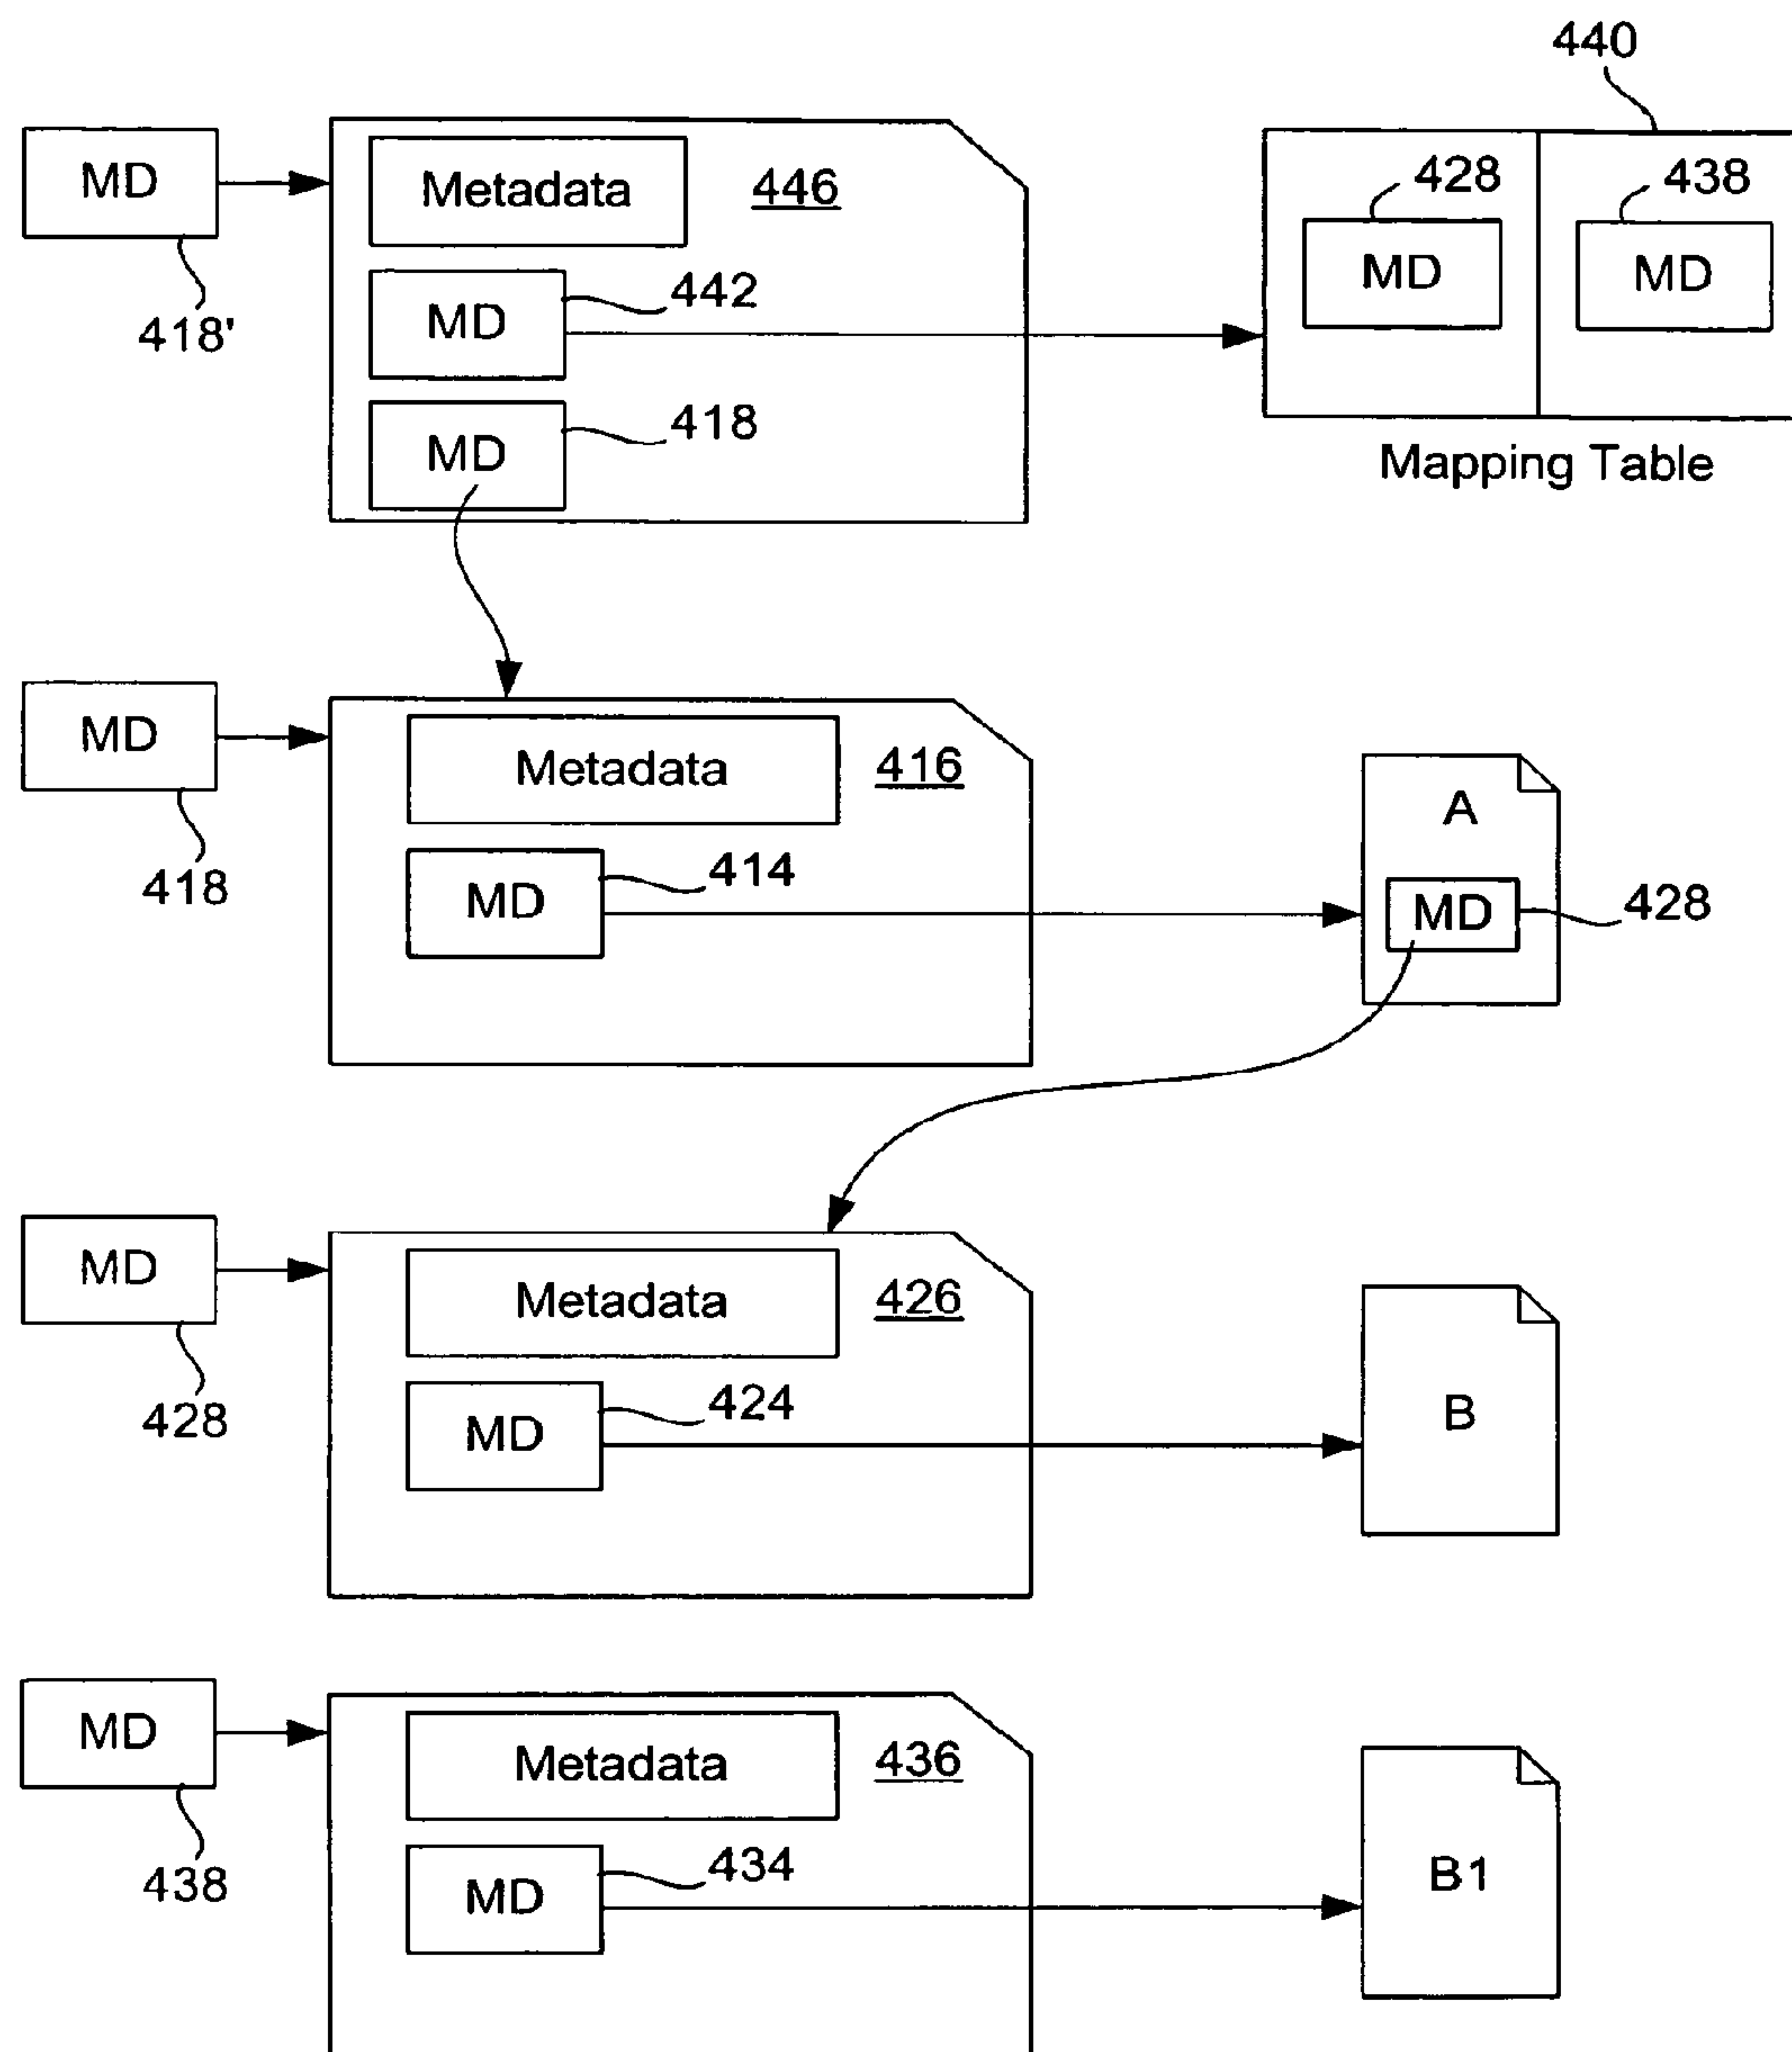 440
MD
Metadata
446
428
438
MD
MD
418'
MD
442
MD
418
Mapping Table
MD
Metadata
416
A
418
MD
414
MD
428
MD
Metadata
426
428
MD
424
B
MD
Metadata
436
438
MD
434
B1